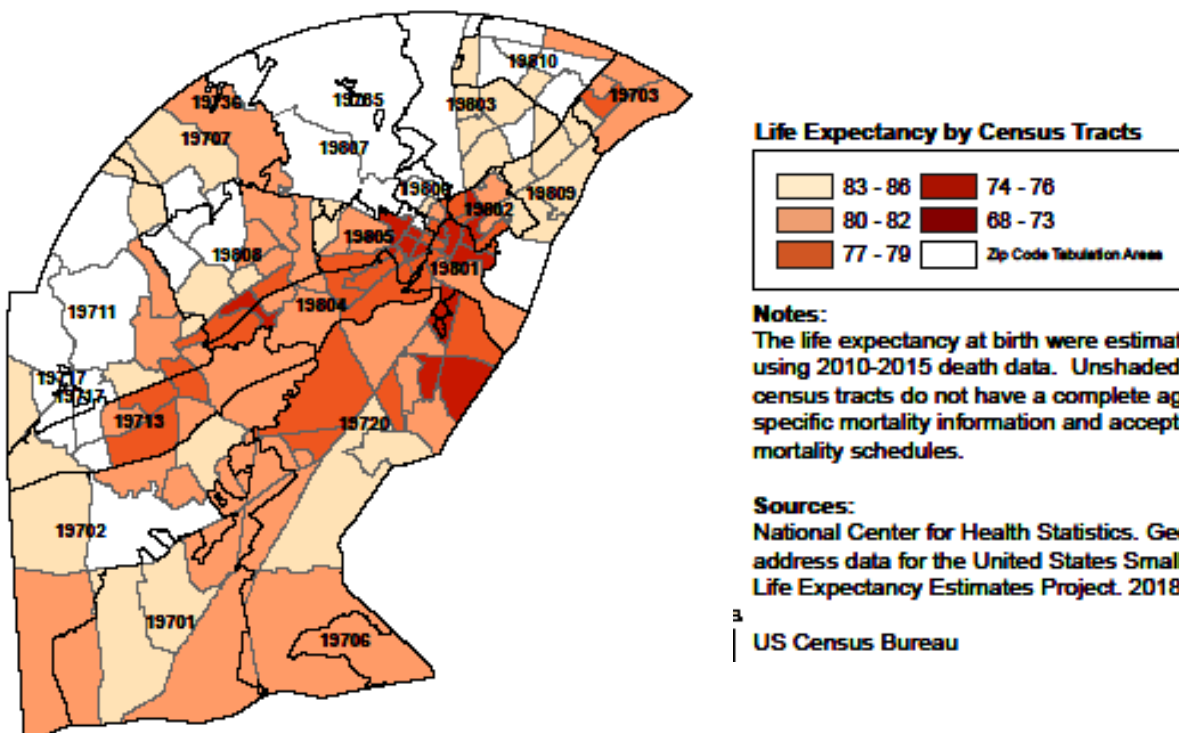 19810
19703
19736
19735
19803
19707
19807
19809
19802
19805
19808
19801
19804
19711
19717
19717
19713
19720
19702
19701
19706
Life Expectancy by Census Tracts
83 - 86
74 - 76
80 - 82
68 - 73
77 - 79
Zip Code Tabulation Areas
Notes:
The life expectancy at birth were estimat
using 2010-2015 death data. Unshaded
census tracts do not have a complete ag
specific mortality information and accept
mortality schedules.
Sources:
National Center for Health Statistics. Geo
address data for the United States Small
Life Expectancy Estimates Project. 2018
US Census Bureau